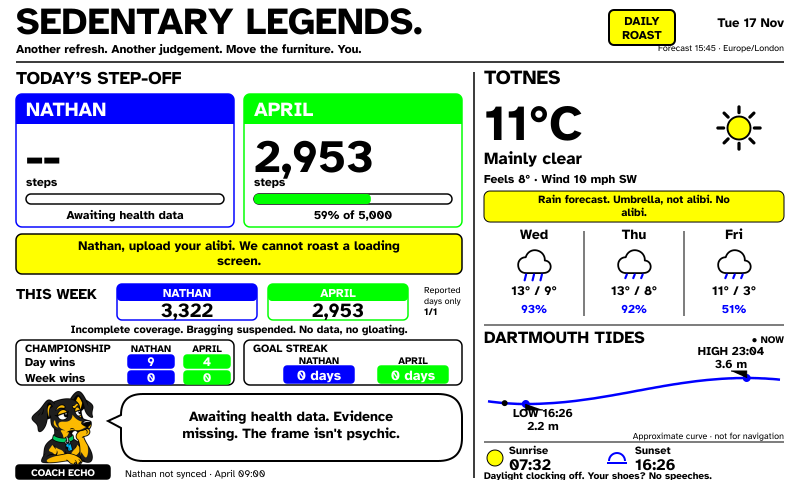 SEDENTARY LEGENDS.
Another refresh. Another judgement. Move the furniture. You.
DAILY
ROAST
Tue 17 Nov
Forecast 15:45 · Europe/London
TODAY’S STEP-OFF
NATHAN
--
steps
Awaiting health data
APRIL
2,953
steps
59% of 5,000
Nathan, upload your alibi. We cannot roast a loading
screen.
THIS WEEK
NATHAN
3,322
APRIL
2,953
Reported
days only
1/1
Incomplete coverage. Bragging suspended. No data, no gloating.
CHAMPIONSHIP NATHAN APRIL
Day wins 9 4
Week wins 0 0
GOAL STREAK
NATHAN APRIL
0 days 0 days
Awaiting health data. Evidence
missing. The frame isn't psychic.
COACH ECHO
Nathan not synced · April 09:00
TOTNES
11°C
Mainly clear
Feels 8° · Wind 10 mph SW
Rain forecast. Umbrella, not alibi. No
alibi.
Wed Thu Fri
13° / 9° 13° / 8° 11° / 3°
93% 92% 51%
DARTMOUTH TIDES
● NOW
HIGH 23:04
3.6 m
LOW 16:26
2.2 m
Approximate curve · not for navigation
Sunrise
07:32
Sunset
16:26
Daylight clocking off. Your shoes? No speeches.